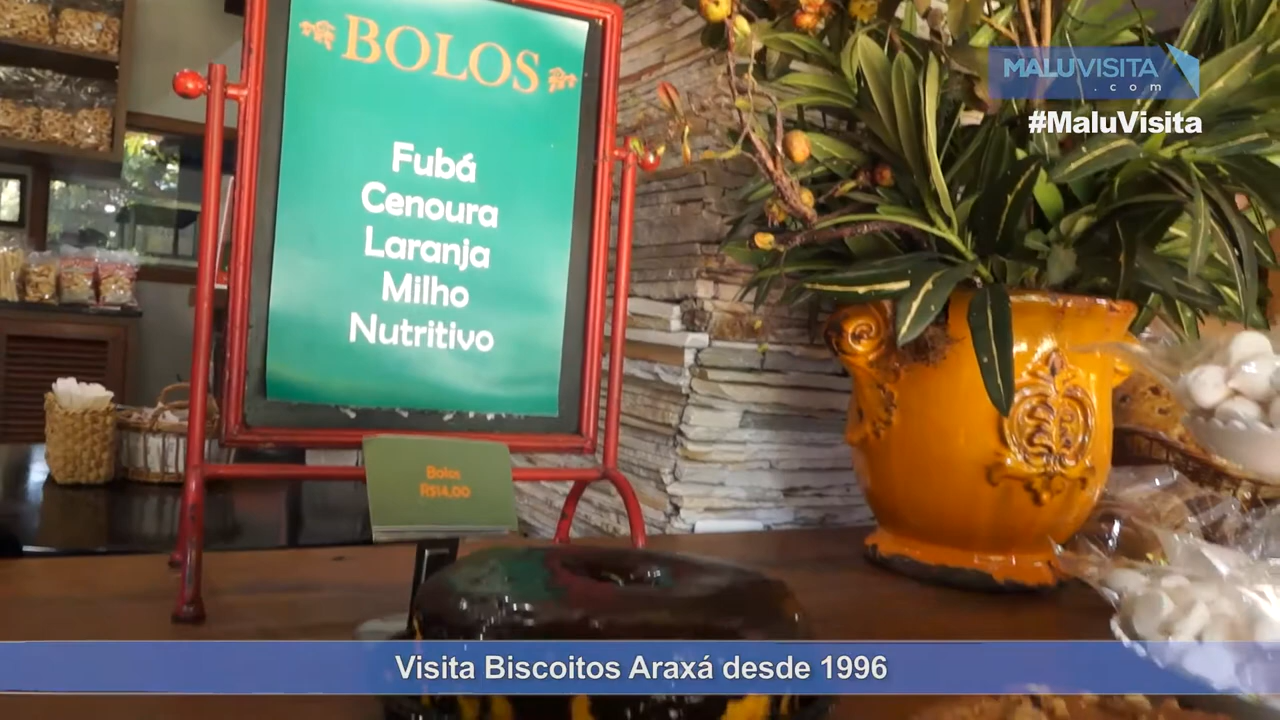 BOLOS
Fubá
Cenoura
Laranja
Milho
Nutritivo
Bolos
R$14,00
MALUVISITA
.com
#MaluVisita
Visita Biscoitos Araxá desde 1996